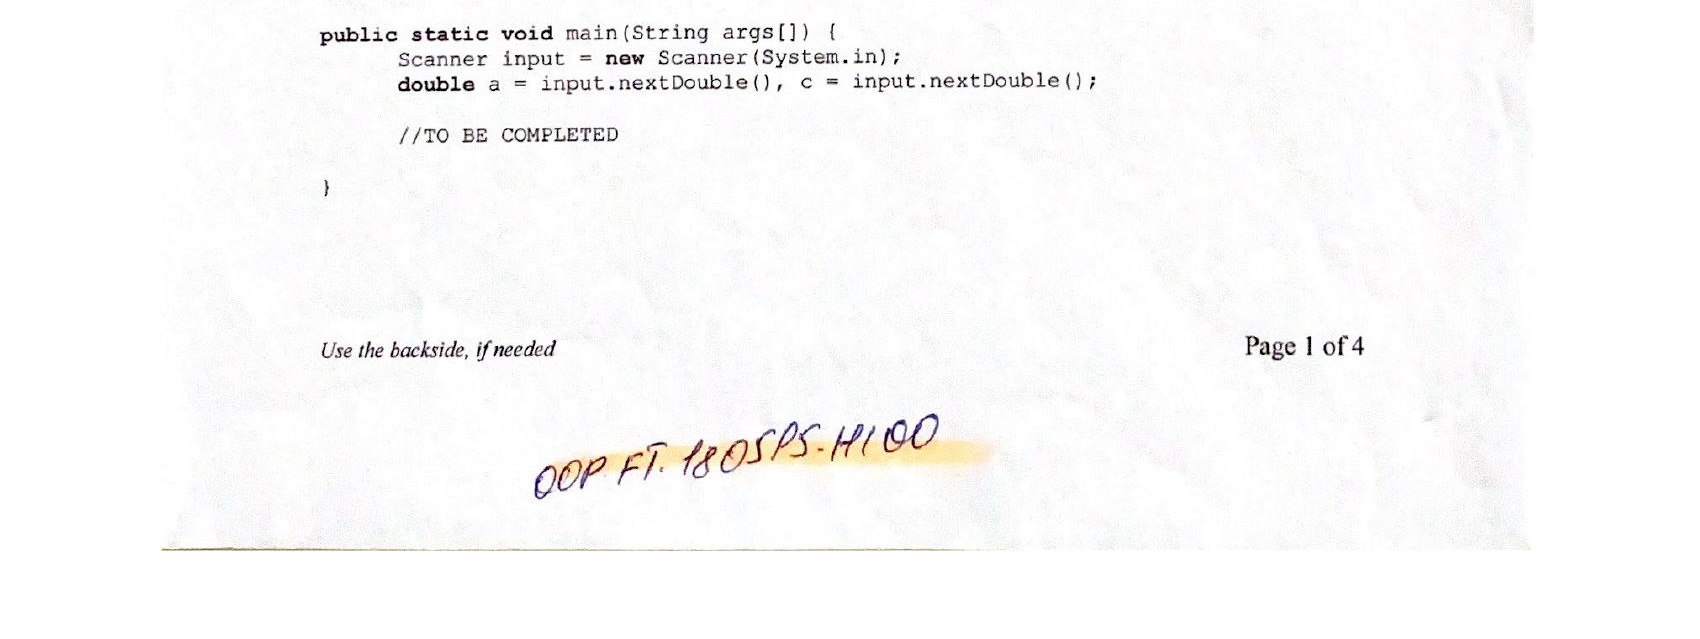 public static void main(String args[]) {
Scanner input = new Scanner(System.in);
double a = input.nextDouble(), c = input.nextDouble();
//TO BE COMPLETED
}
Use the backside, if needed
Page 1 of 4
OOP.FT.180SPS.H100